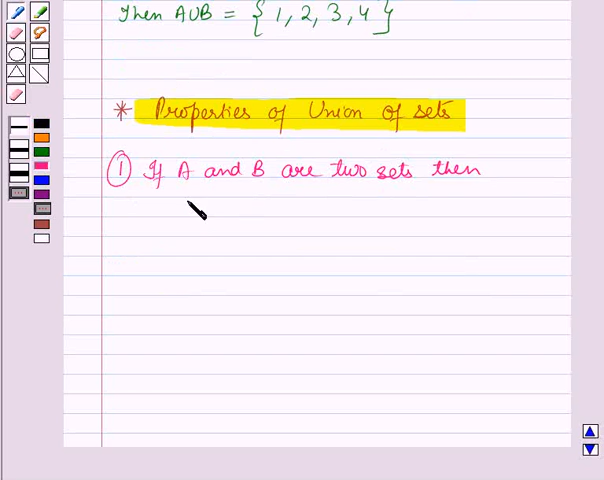 Then A∪B = { 1, 2, 3, 4 }
* Properties of Union of sets
① If A and B are two sets then